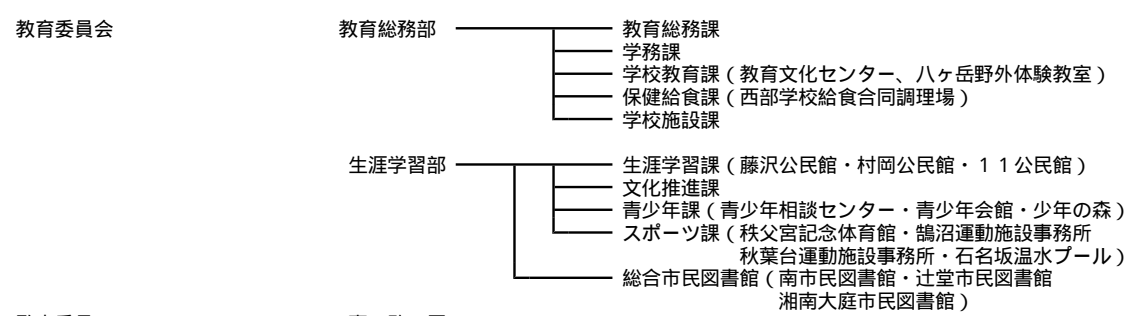 教育委員会 教育総務部 教育総務課
学務課
学校教育課（教育文化センター、八ヶ岳野外体験教室）
保健給食課（西部学校給食合同調理場）
学校施設課
生涯学習部 生涯学習課（藤沢公民館・村岡公民館・１１公民館）
文化推進課
青少年課（青少年相談センター・青少年会館・少年の森）
スポーツ課（秩父宮記念体育館・鵠沼運動施設事務所
秋葉台運動施設事務所・石名坂温水プール）
総合市民図書館（南市民図書館・辻堂市民図書館
湘南大庭市民図書館）